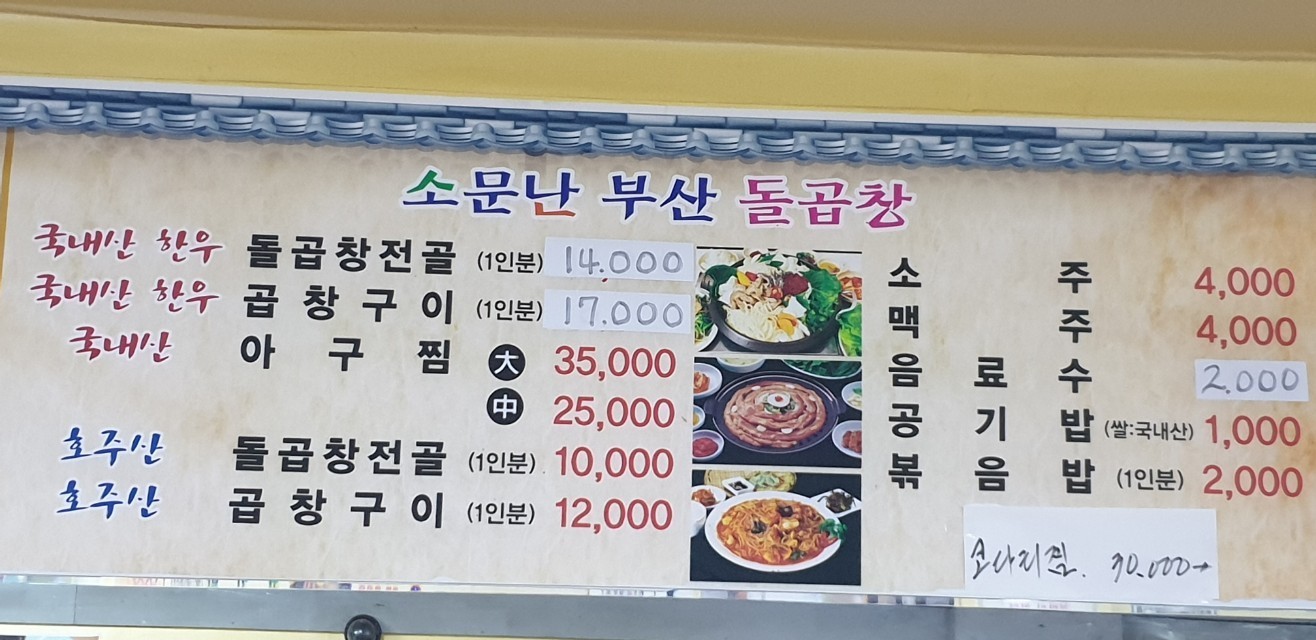 소문난 부산 돌곱창
국내산 한우 돌곱창전골 (1인분) 14.000
국내산 한우 곱창구이 (1인분) 17.000
국내산 아구찜 大 35,000
中 25,000
호주산 돌곱창전골 (1인분) 10,000
호주산 곱창구이 (1인분) 12,000
소주 4,000
맥주 4,000
음료수 2.000
공기밥 (쌀:국내산) 1,000
볶음밥 (1인분) 2,000
코다리찜. 30.000